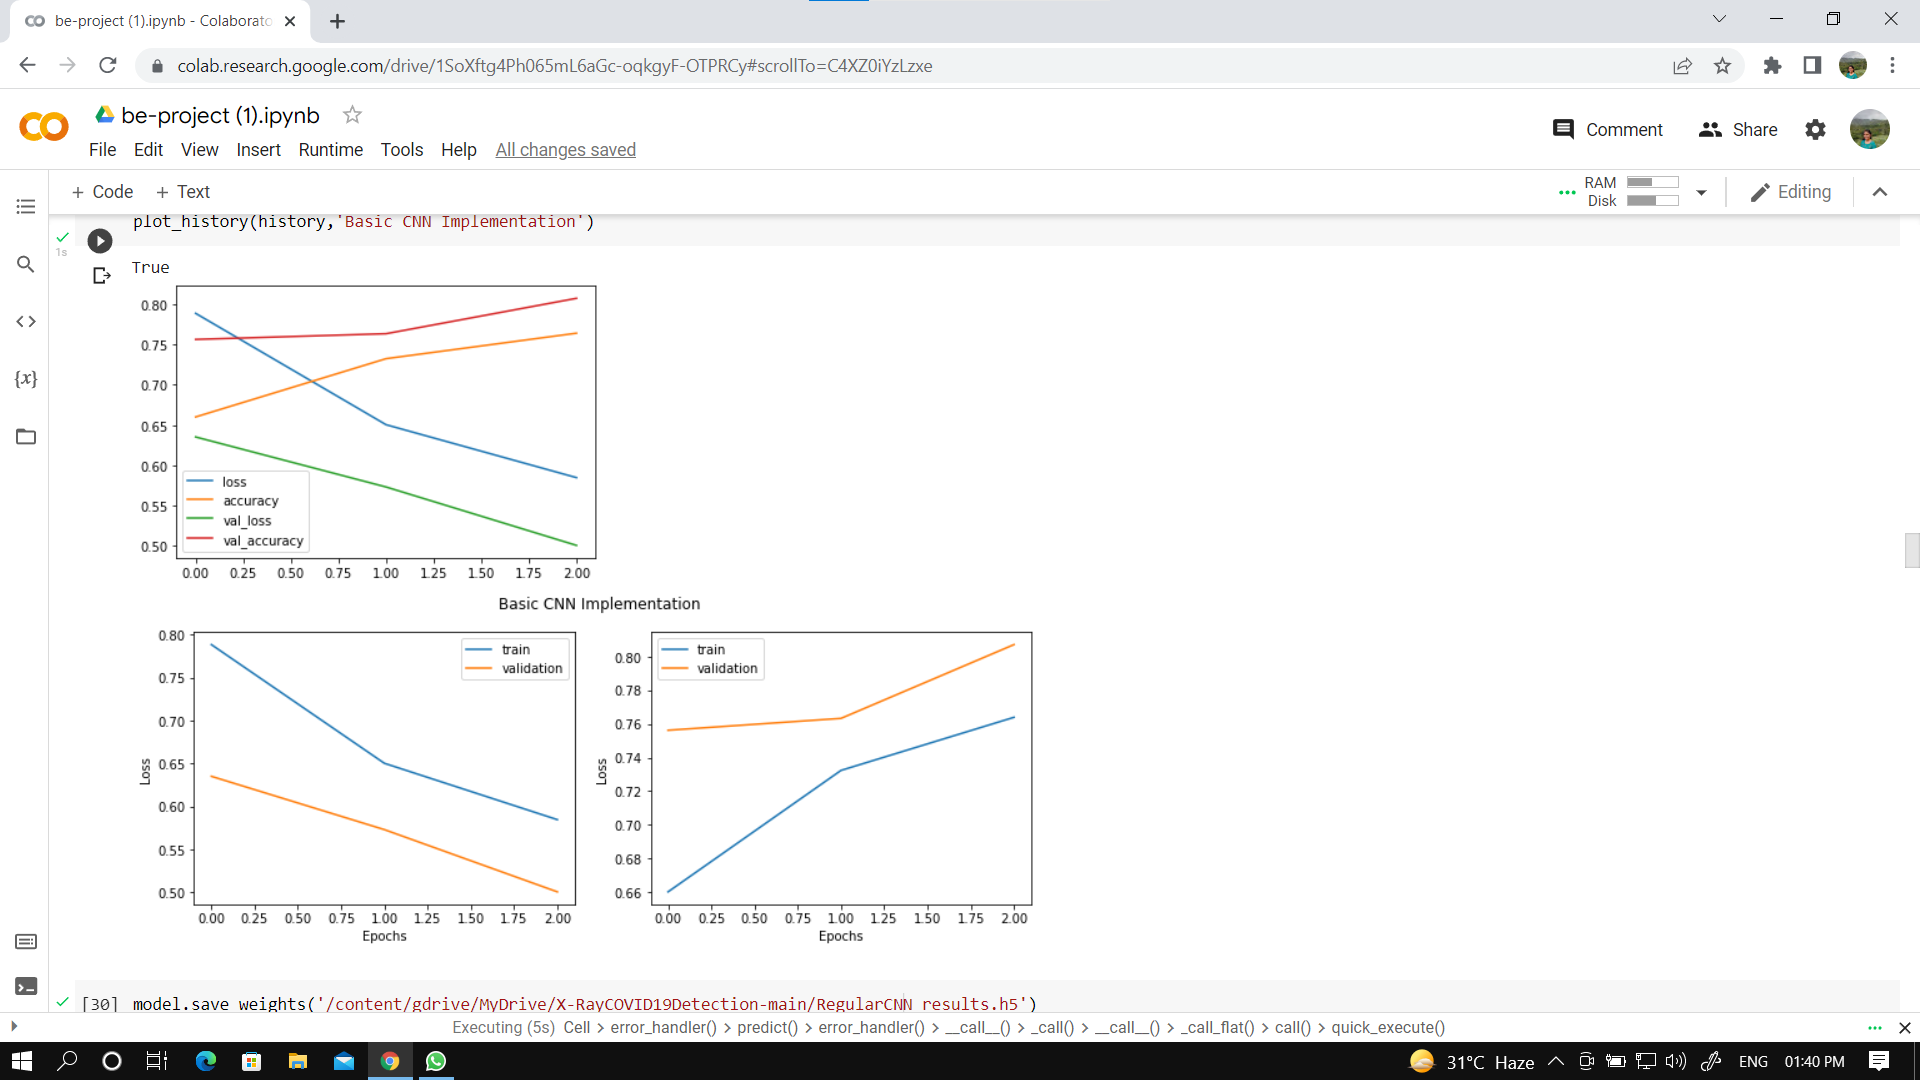 be-project (1).ipynb - Colaborato
colab.research.google.com/drive/1SoXftg4Ph065mL6aGc-oqkgyF-OTPRCy#scrollTo=C4XZ0iYzLzxe
be-project (1).ipynb
Comment Share
File Edit View Insert Runtime Tools Help All changes saved
+ Code + Text
RAM
Disk
Editing
plot_history(history,'Basic CNN Implementation')
1s
True
0.80
0.75
0.70
0.65
0.60
0.55
0.50
loss
accuracy
val_loss
val_accuracy
0.00 0.25 0.50 0.75 1.00 1.25 1.50 1.75 2.00
Basic CNN Implementation
0.80
0.75
0.70
0.65
0.60
0.55
0.50
Loss
train
validation
0.00 0.25 0.50 0.75 1.00 1.25 1.50 1.75 2.00
Epochs
0.80
0.78
0.76
0.74
0.72
0.70
0.68
0.66
Loss
train
validation
0.00 0.25 0.50 0.75 1.00 1.25 1.50 1.75 2.00
Epochs
[30] model.save_weights('/content/gdrive/MyDrive/X-RayCOVID19Detection-main/RegularCNN_results.h5')
Executing (5s) Cell > error_handler() > predict() > error_handler() > __call__() > _call() > __call__() > _call_flat() > call() > quick_execute()
31°C Haze ENG 01:40 PM